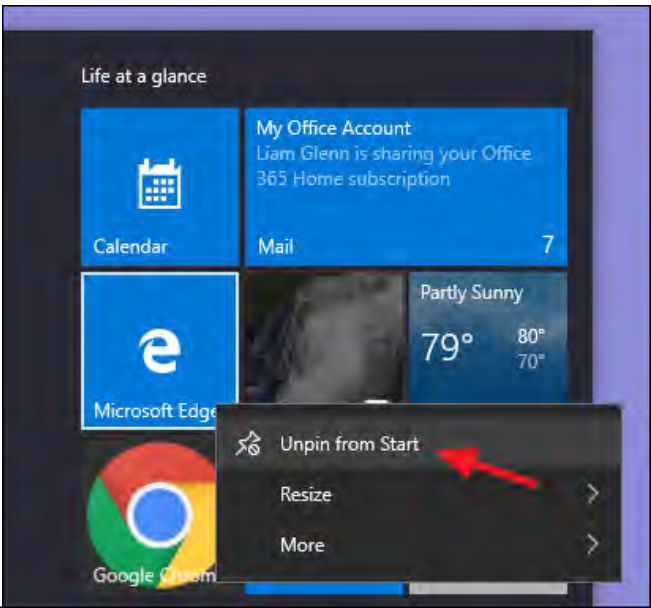 Life at a glance
My Office Account
Liam Glenn is sharing your Office
365 Home subscription
Calendar
Mail
7
Partly Sunny
79°
80°
70°
Microsoft Edge
Unpin from Start
Resize
More
Google Chrom